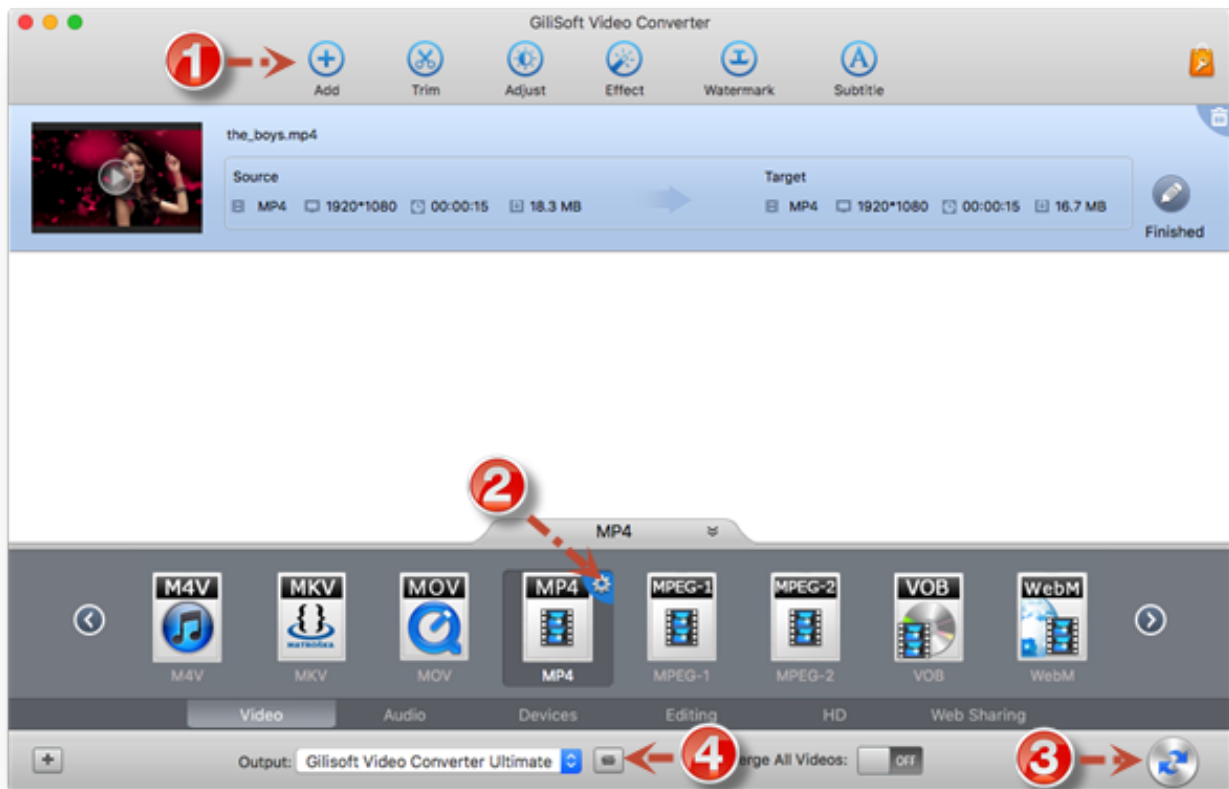 GiliSoft Video Converter
1
Add
Trim
Adjust
Effect
Watermark
Subtitle
the_boys.mp4
Source
Target
MP4 1920*1080 00:00:15 18.3 MB
MP4 1920*1080 00:00:15 16.7 MB
Finished
2
MP4
M4V MKV MOV MP4 MPEG-1 MPEG-2 VOB WebM
MATROŠKA
M4V MKV MOV MP4 MPEG-1 MPEG-2 VOB WebM
Video Audio Devices Editing HD Web Sharing
Output: Gilisoft Video Converter Ultimate
4
erge All Videos: OFF
3